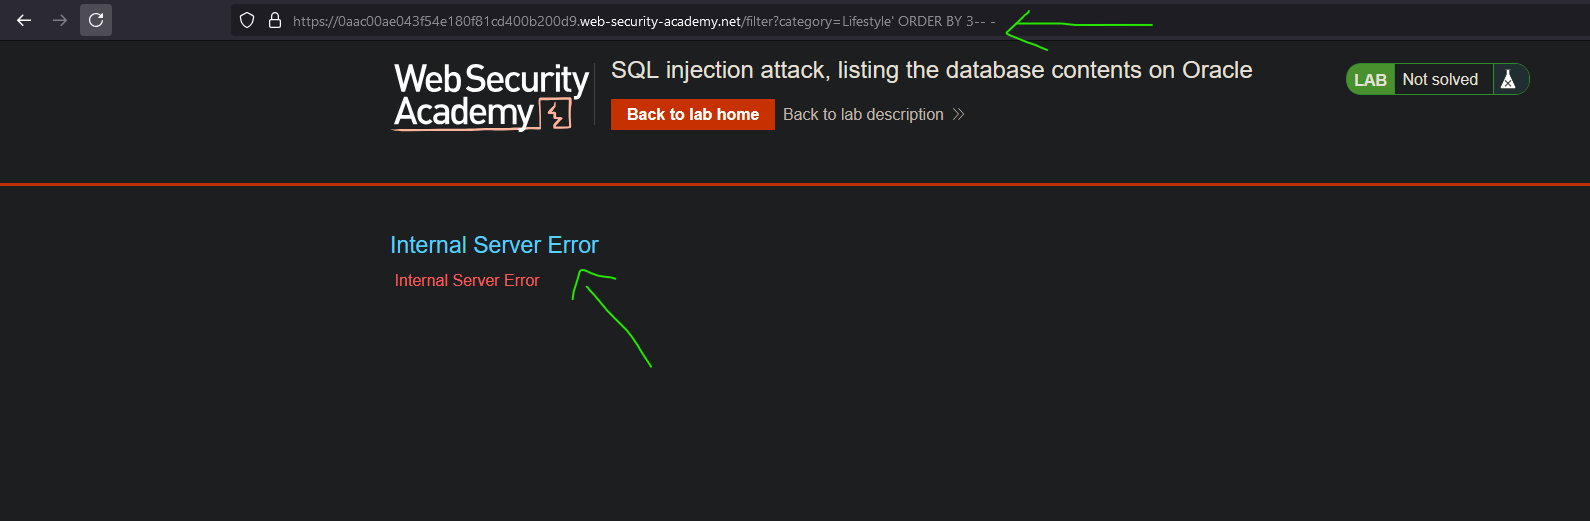 https://0aac00ae043f54e180f81cd400b200d9.web-security-academy.net/filter?category=Lifestyle' ORDER BY 3-- -
WebSecurity
Academy
SQL injection attack, listing the database contents on Oracle
Back to lab home
Back to lab description
LAB
Not solved
Internal Server Error
Internal Server Error